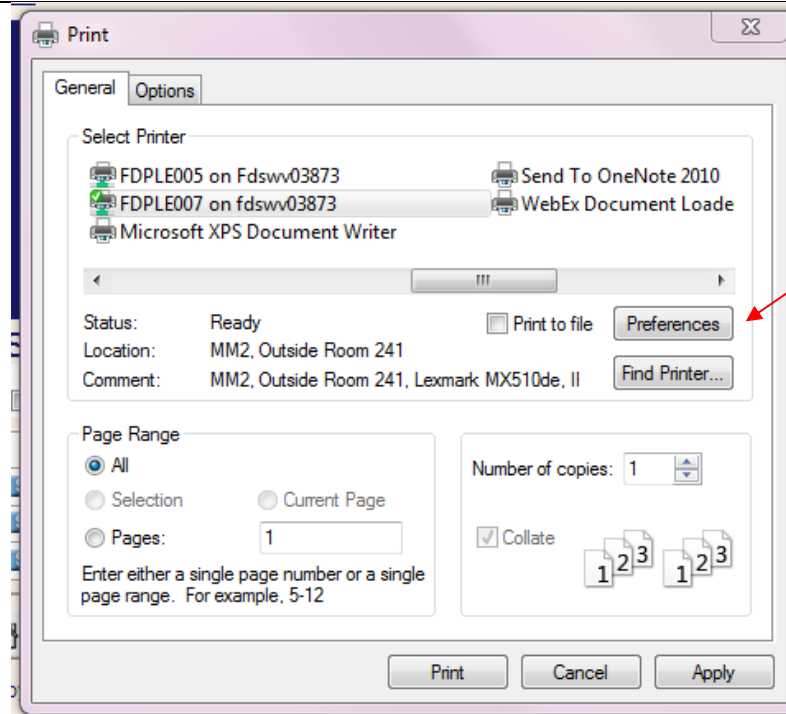 Print
General Options
Select Printer
FDPLE005 on Fdswv03873 Send To OneNote 2010
FDPLE007 on fdswv03873 WebEx Document Loade
Microsoft XPS Document Writer
Status: Ready Print to file Preferences
Location: MM2, Outside Room 241
Comment: MM2, Outside Room 241, Lexmark MX510de, II Find Printer...
Page Range
All Number of copies: 1
Selection Current Page
Pages: 1 Collate 1 2 3 1 2 3
Enter either a single page number or a single
page range. For example, 5-12
Print Cancel Apply